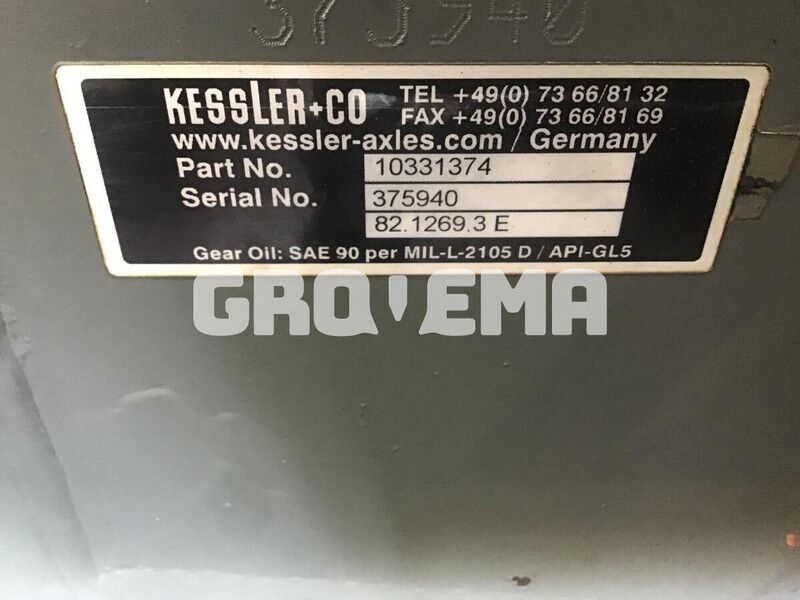 375940
KESSLER+CO
TEL +49(0) 73 66/81 32
FAX +49(0) 73 66/81 69
www.kessler-axles.com / Germany
Part No. 10331374
Serial No. 375940
82.1269.3 E
Gear Oil: SAE 90 per MIL-L-2105 D / API-GL5
GROVEMA